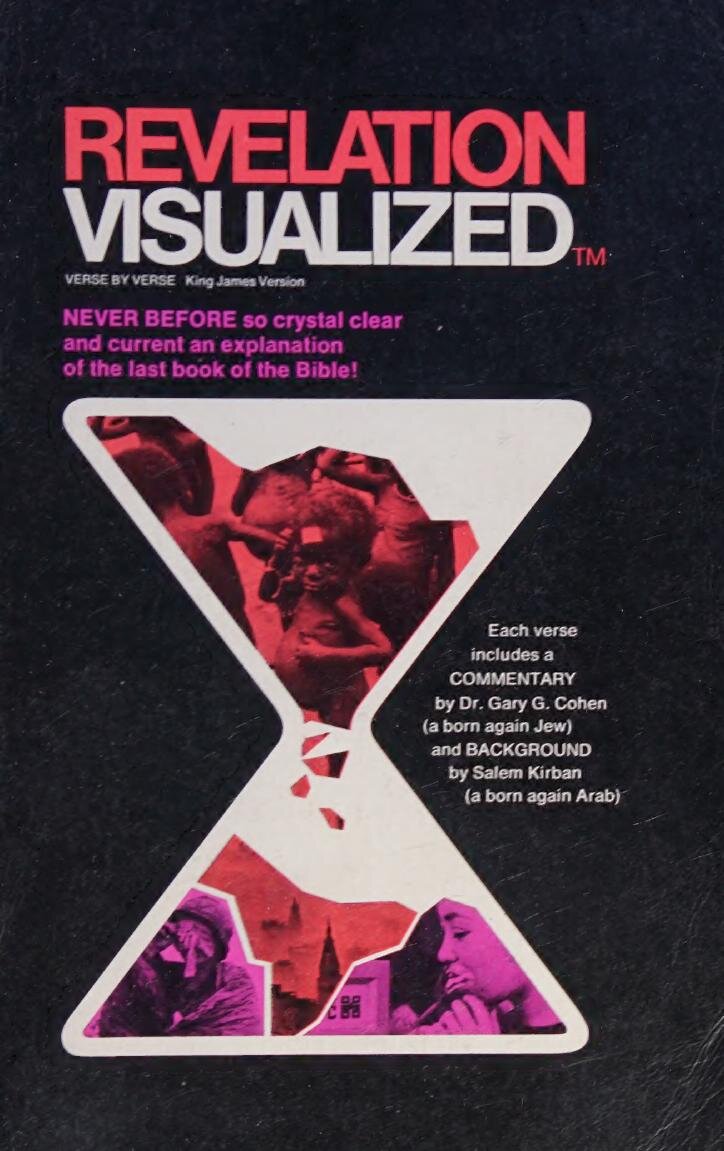 REVELATION
VISUALIZED™
VERSE BY VERSE King James Version
NEVER BEFORE so crystal clear
and current an explanation
of the last book of the Bible!
Each verse
includes a
COMMENTARY
by Dr. Gary G. Cohen
(a born again Jew)
and BACKGROUND
by Salem Kirban
(a born again Arab)